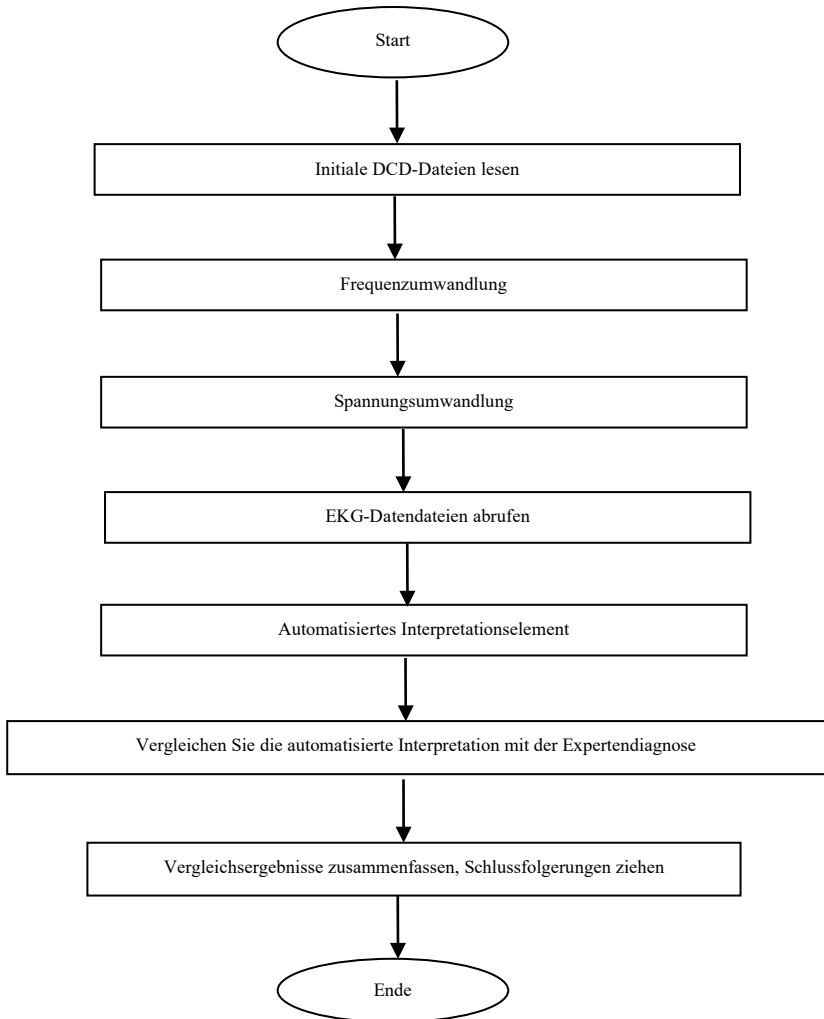 Start
Initiale DCD-Dateien lesen
Frequenzumwandlung
Spannungsumwandlung
EKG-Datendateien abrufen
Automatisiertes Interpretationselement
Vergleichen Sie die automatisierte Interpretation mit der Expertendiagnose
Vergleichsergebnisse zusammenfassen, Schlussfolgerungen ziehen
Ende